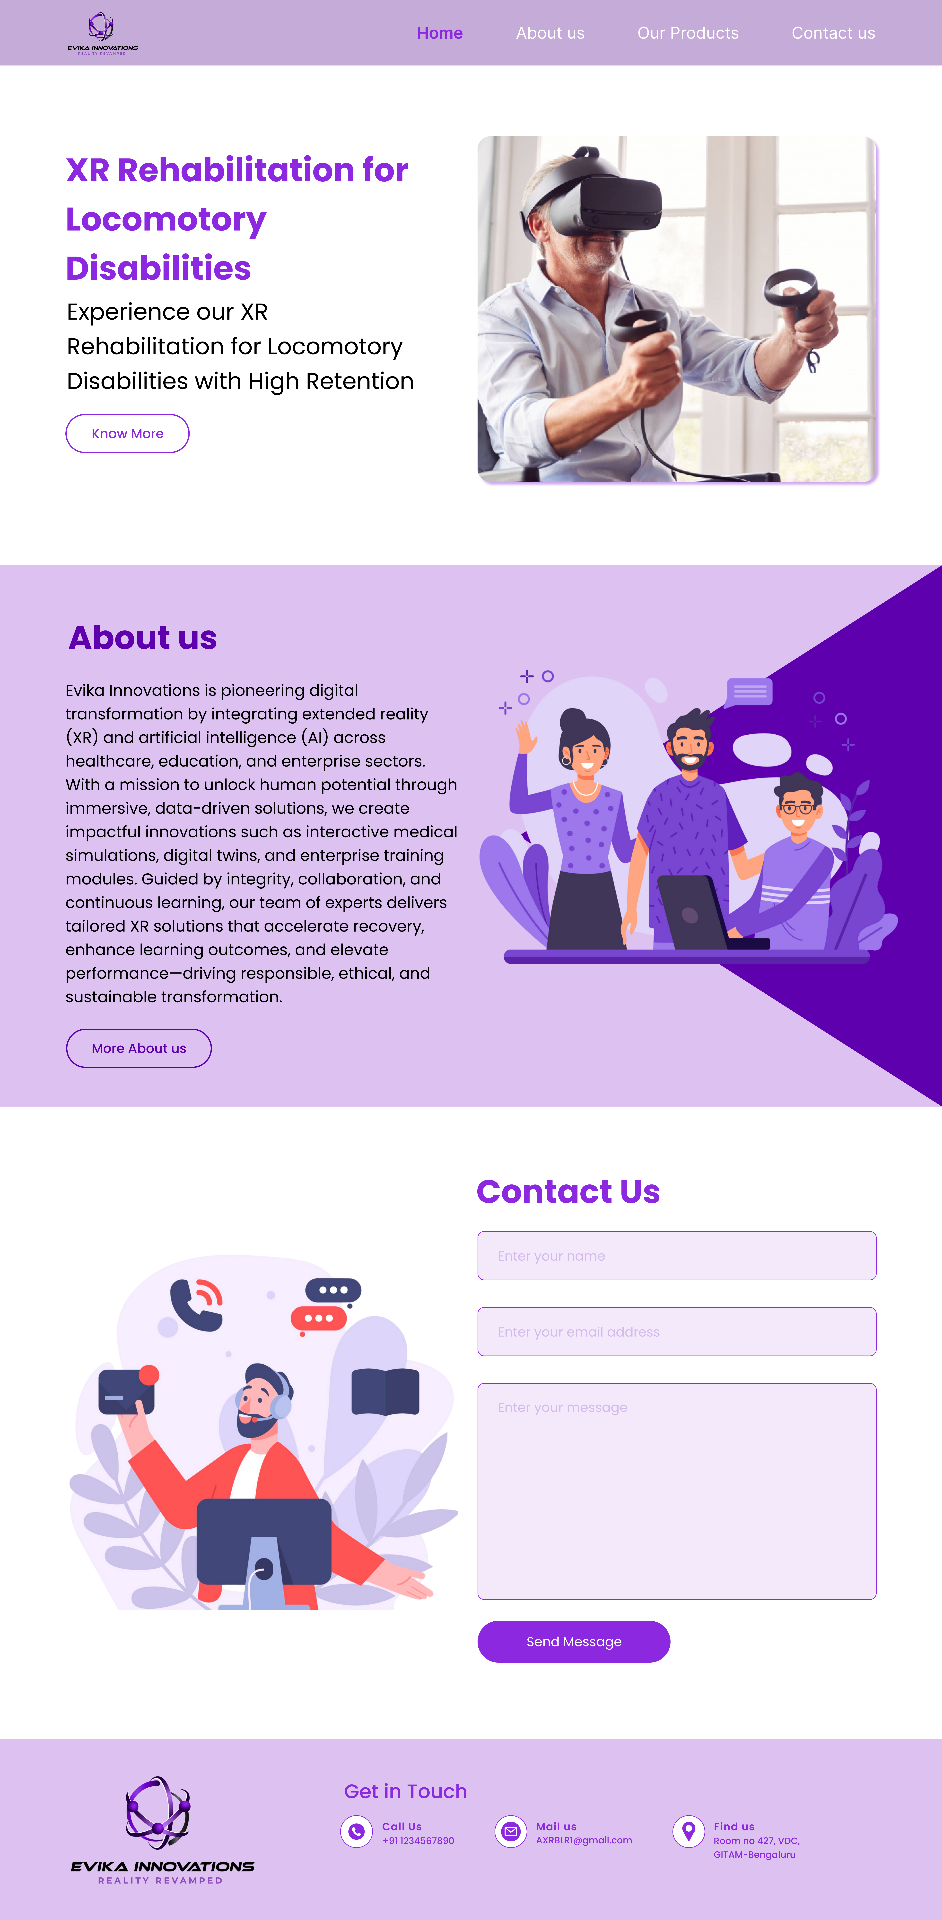 EVIKA INNOVATIONS
REALITY REVAMPED
Home About us Our Products Contact us
XR Rehabilitation for
Locomotory
Disabilities
Experience our XR
Rehabilitation for Locomotory
Disabilities with High Retention
Know More
About us
Evika Innovations is pioneering digital
transformation by integrating extended reality
(XR) and artificial intelligence (AI) across
healthcare, education, and enterprise sectors.
With a mission to unlock human potential through
immersive, data-driven solutions, we create
impactful innovations such as interactive medical
simulations, digital twins, and enterprise training
modules. Guided by integrity, collaboration, and
continuous learning, our team of experts delivers
tailored XR solutions that accelerate recovery,
enhance learning outcomes, and elevate
performance—driving responsible, ethical, and
sustainable transformation.
More About us
Contact Us
Enter your name
Enter your email address
Enter your message
Send Message
EVIKA INNOVATIONS
REALITY REVAMPED
Get in Touch
Call Us
+91 1234567890
Mail us
AXRBLR1@gmail.com
Find us
Room no 427, VDC,
GITAM-Bengaluru